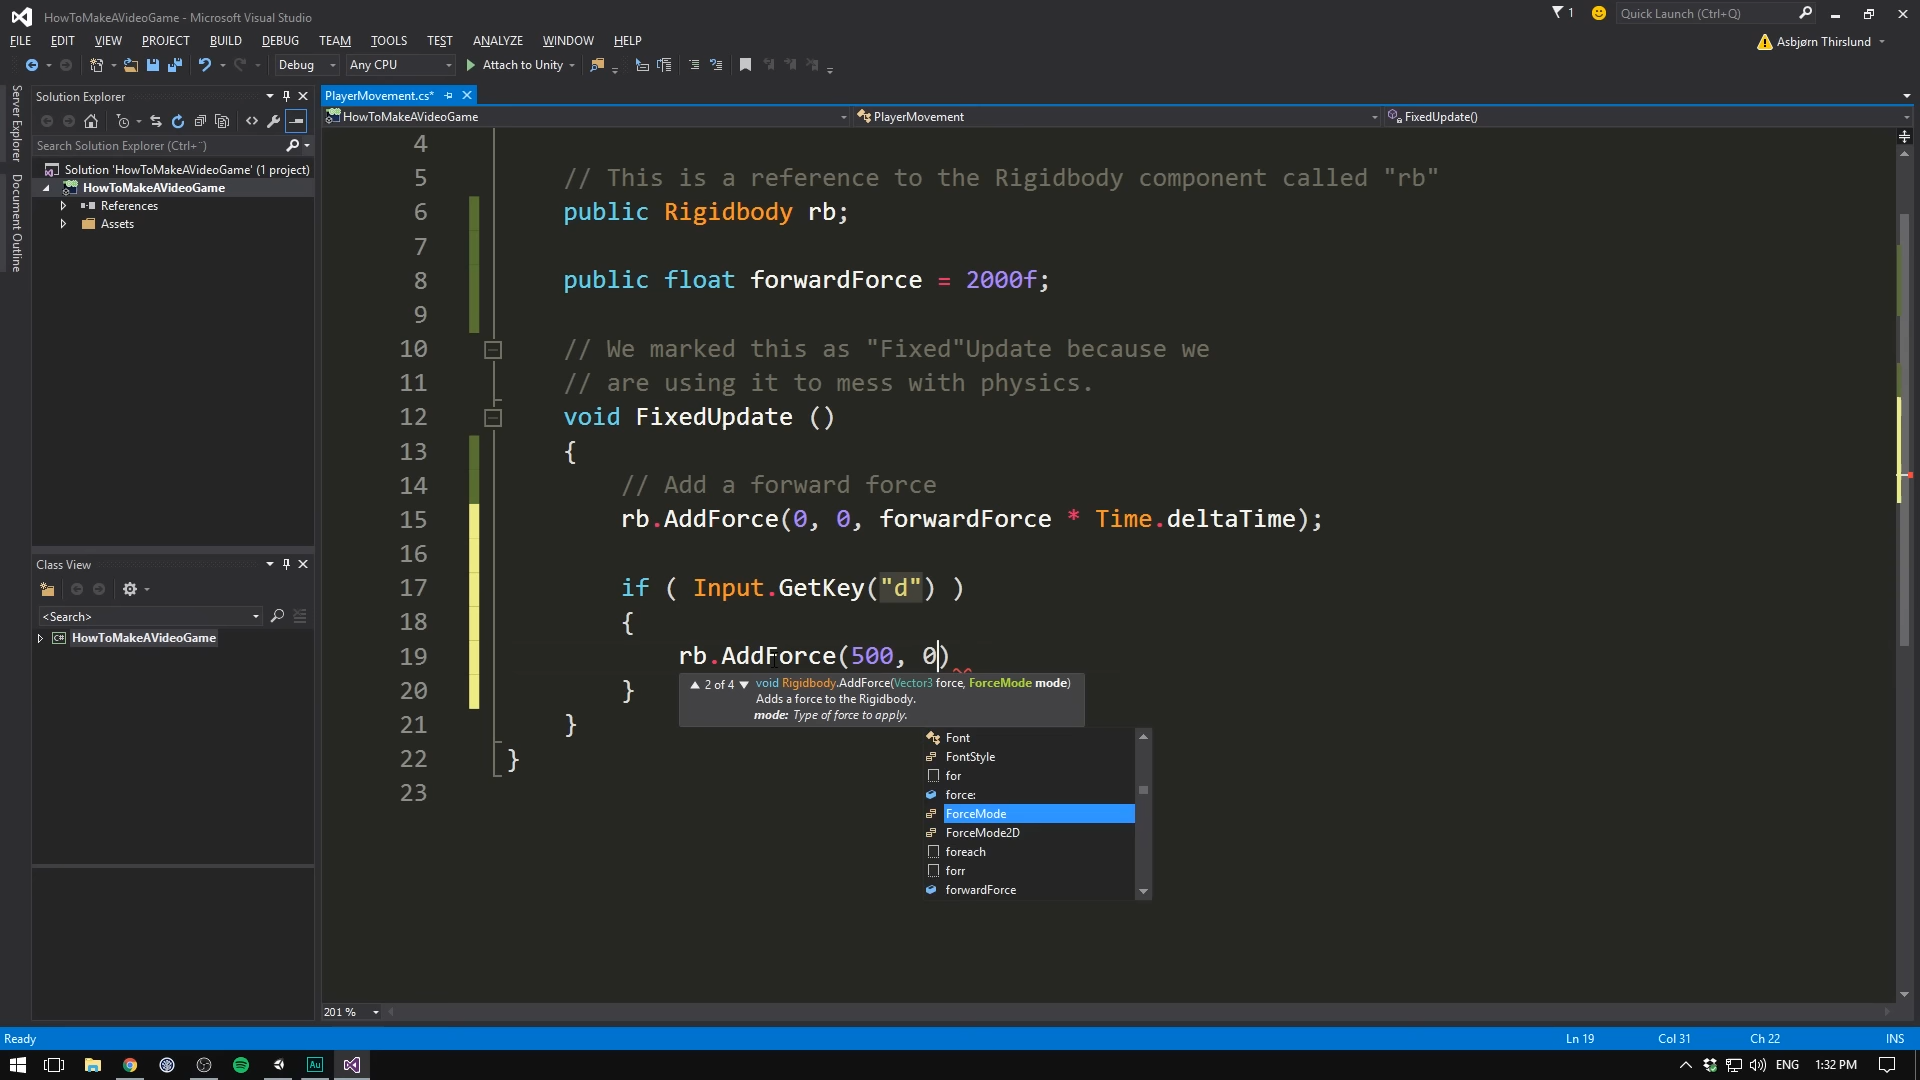 HowToMakeAVideoGame - Microsoft Visual Studio
1
Quick Launch (Ctrl+Q)
FILE EDIT VIEW PROJECT BUILD DEBUG TEAM TOOLS TEST ANALYZE WINDOW HELP
Asbjørn Thirslund
Debug Any CPU Attach to Unity
Server Explorer
Document Outline
Solution Explorer
Search Solution Explorer (Ctrl+¨)
Solution 'HowToMakeAVideoGame' (1 project)
HowToMakeAVideoGame
References
Assets
Class View
<Search>
C# HowToMakeAVideoGame
PlayerMovement.cs*
HowToMakeAVideoGame PlayerMovement FixedUpdate()
4
5 // This is a reference to the Rigidbody component called "rb"
6 public Rigidbody rb;
7
8 public float forwardForce = 2000f;
9
10 // We marked this as "Fixed"Update because we
11 // are using it to mess with physics.
12 void FixedUpdate ()
13 {
14 // Add a forward force
15 rb.AddForce(0, 0, forwardForce * Time.deltaTime);
16
17 if ( Input.GetKey("d") )
18 {
19 rb.AddForce(500, 0)
20 }
21 }
22 }
23
2 of 4 void Rigidbody.AddForce(Vector3 force, ForceMode mode)
Adds a force to the Rigidbody.
mode: Type of force to apply.
Font
FontStyle
for
force:
ForceMode
ForceMode2D
foreach
forr
forwardForce
201 %
Ready Ln 19 Col 31 Ch 22 INS
Au ENG 1:32 PM